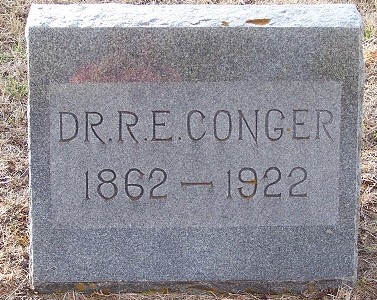 DR. R. E. CONGER
1862 — 1922